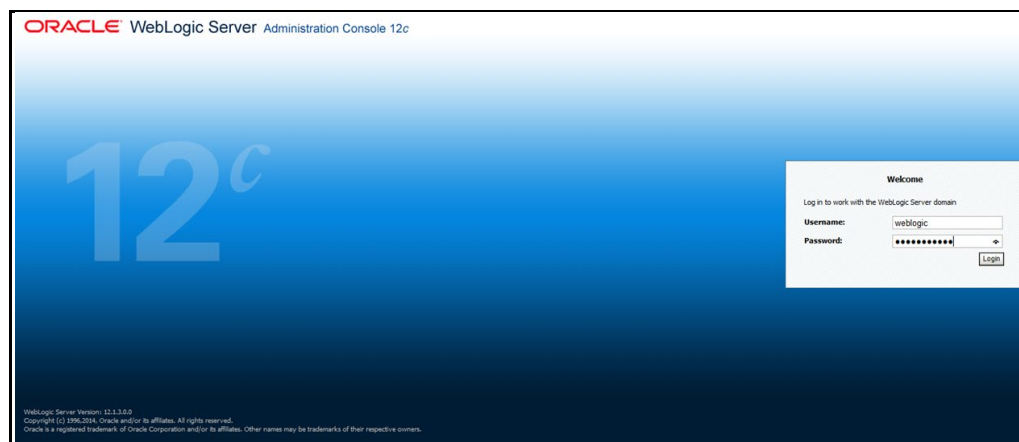 ORACLE WebLogic Server Administration Console 12c
12c
Welcome
Log in to work with the WebLogic Server domain
Username: weblogic
Password: ●●●●●●●●●●●
Login
WebLogic Server Version: 12.1.3.0.0
Copyright (c) 1996,2014, Oracle and/or its affiliates. All rights reserved.
Oracle is a registered trademark of Oracle Corporation and/or its affiliates. Other names may be trademarks of their respective owners.